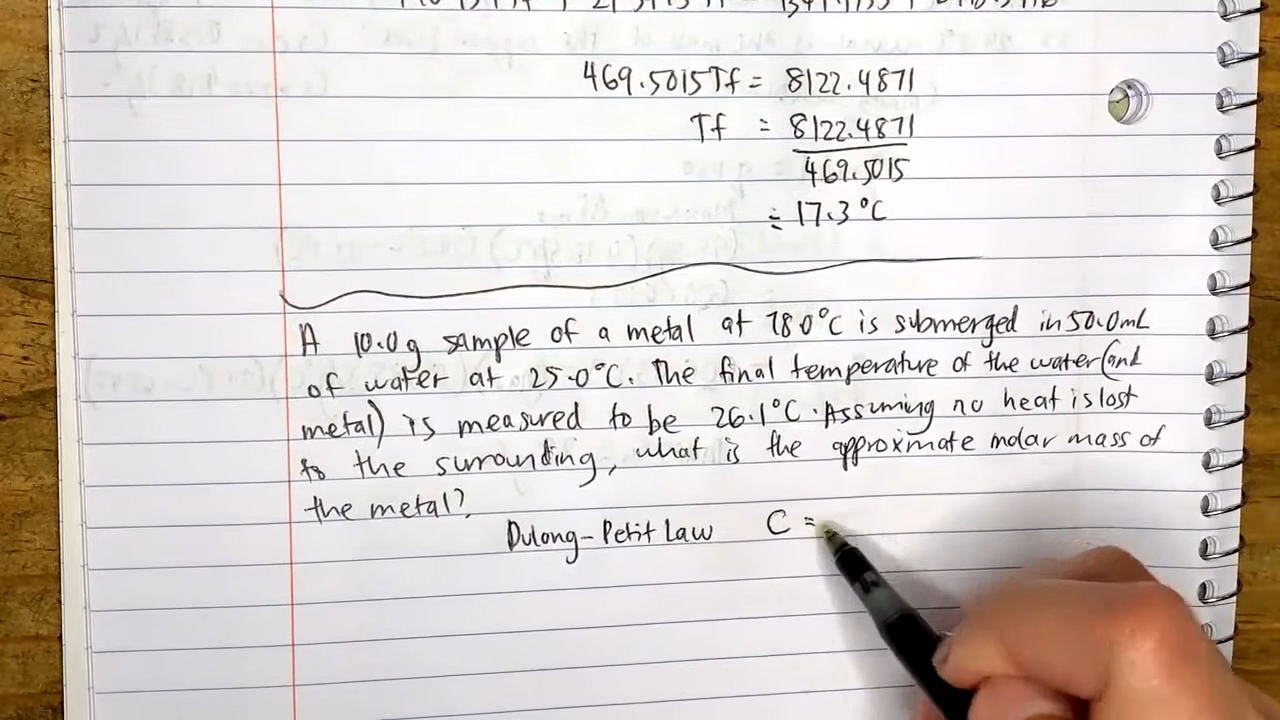 469.5015Tf = 8122.4871
Tf = 8122.4871
469.5015
= 17.3°C
A 10.0g sample of a metal at 78.0°C is submerged in 50.0mL
of water at 25.0°C. The final temperature of the water (and
metal) is measured to be 26.1°C. Assuming no heat is lost
to the surrounding, what is the approximate molar mass of
the metal?
Dulong-Petit Law C =